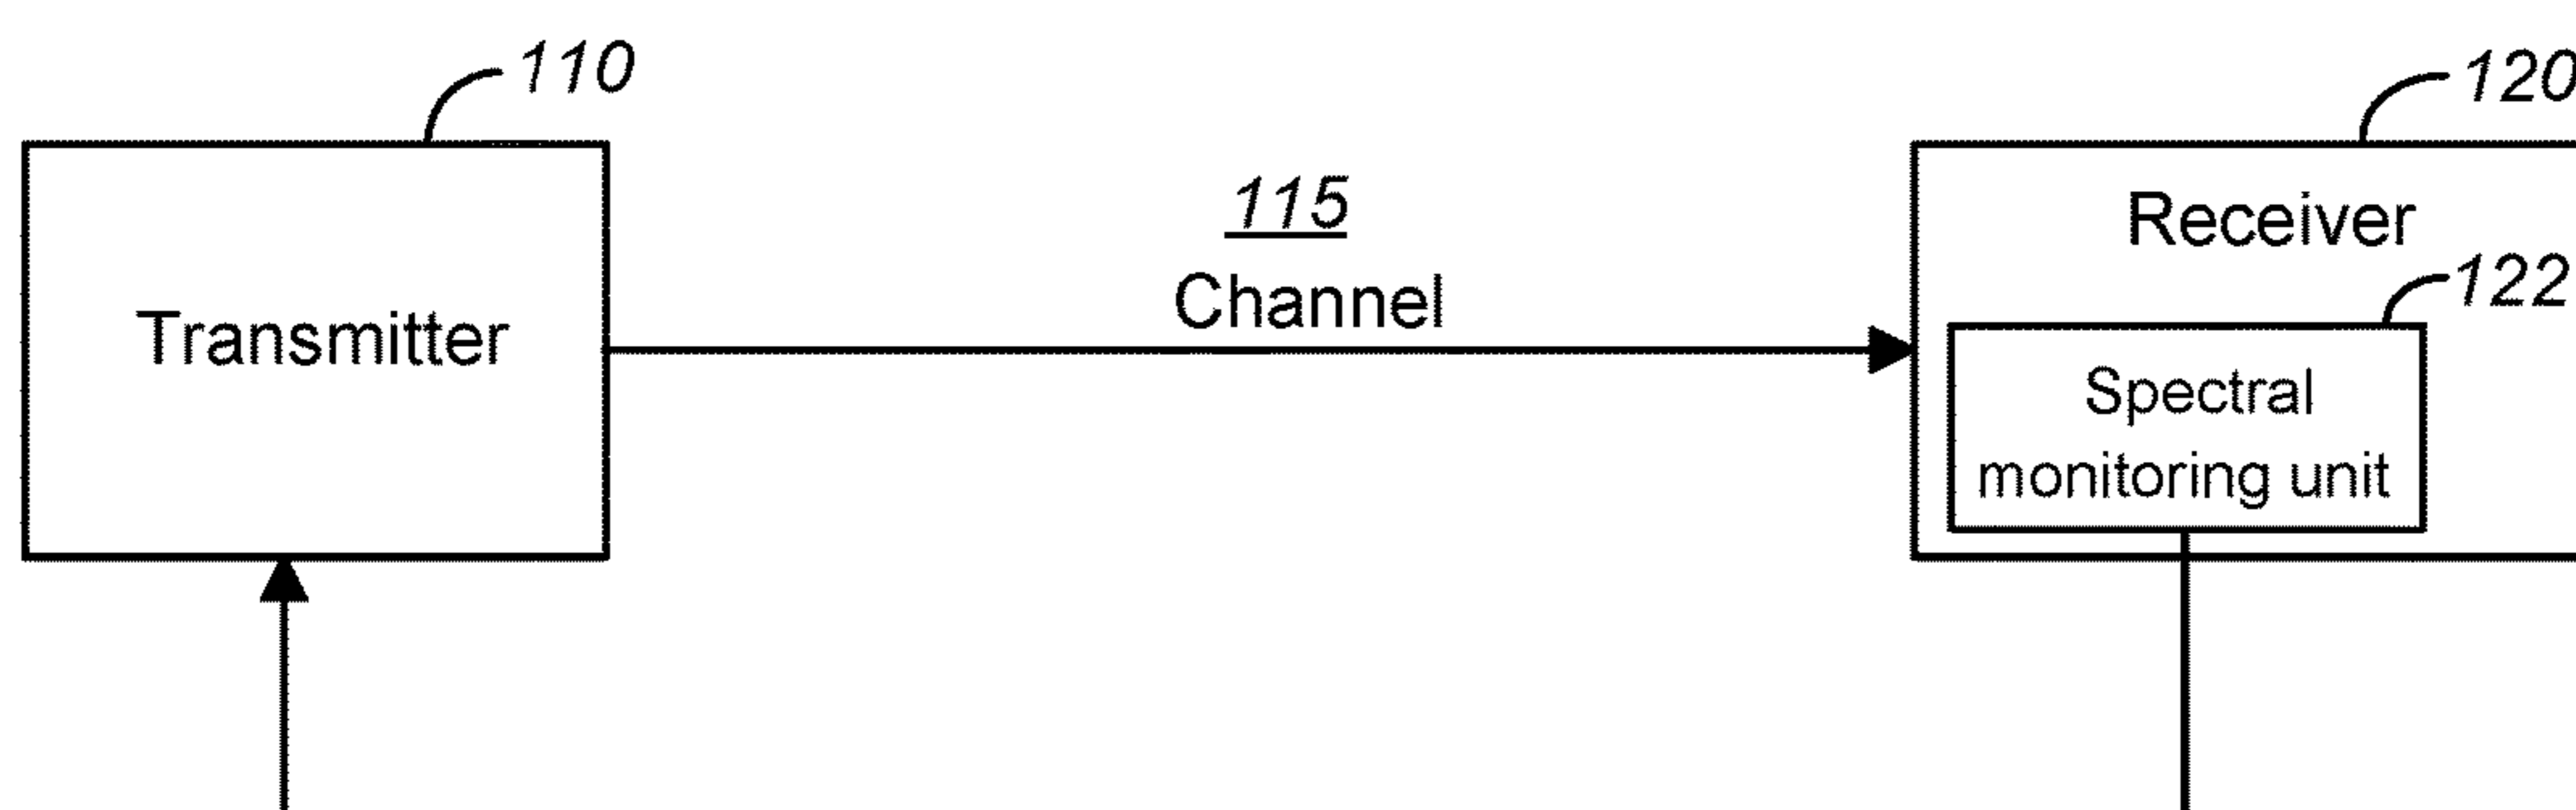 110
120
115
Receiver
Channel
122
Transmitter
Spectral
monitoring unit